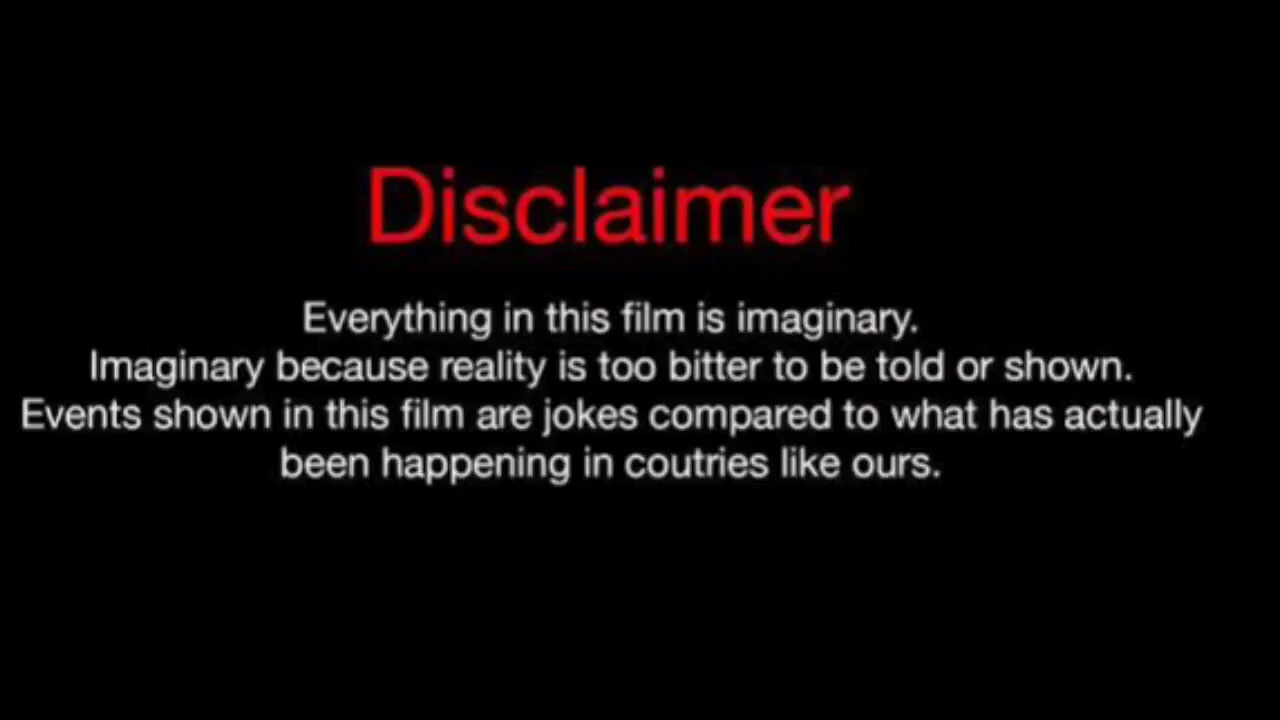 Disclaimer
Everything in this film is imaginary.
Imaginary because reality is too bitter to be told or shown.
Events shown in this film are jokes compared to what has actually
been happening in coutries like ours.